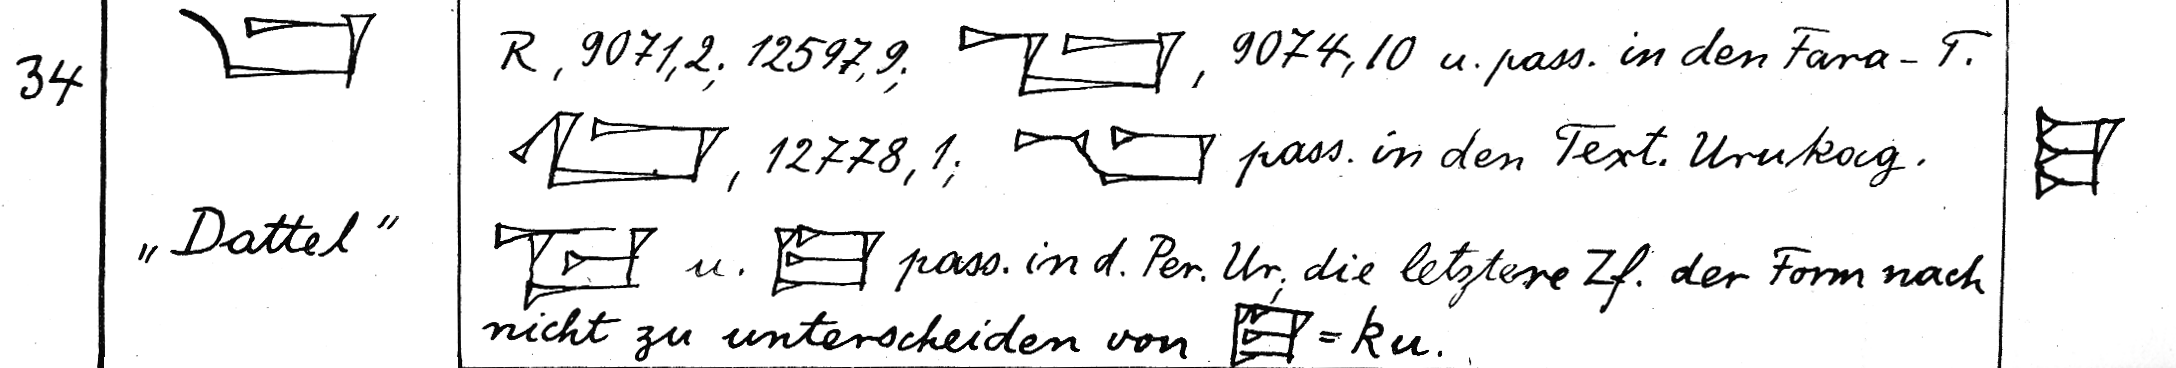 34 R, 9071,2; 12597,9; , 9074,10 u. pass. in den Fara-T.
, 12778,1; pass. in den Text. Urukag.
„Dattel“ u. pass. in d. Per. Ur, die letztere Zf. der Form nach
nicht zu unterscheiden von = ku.